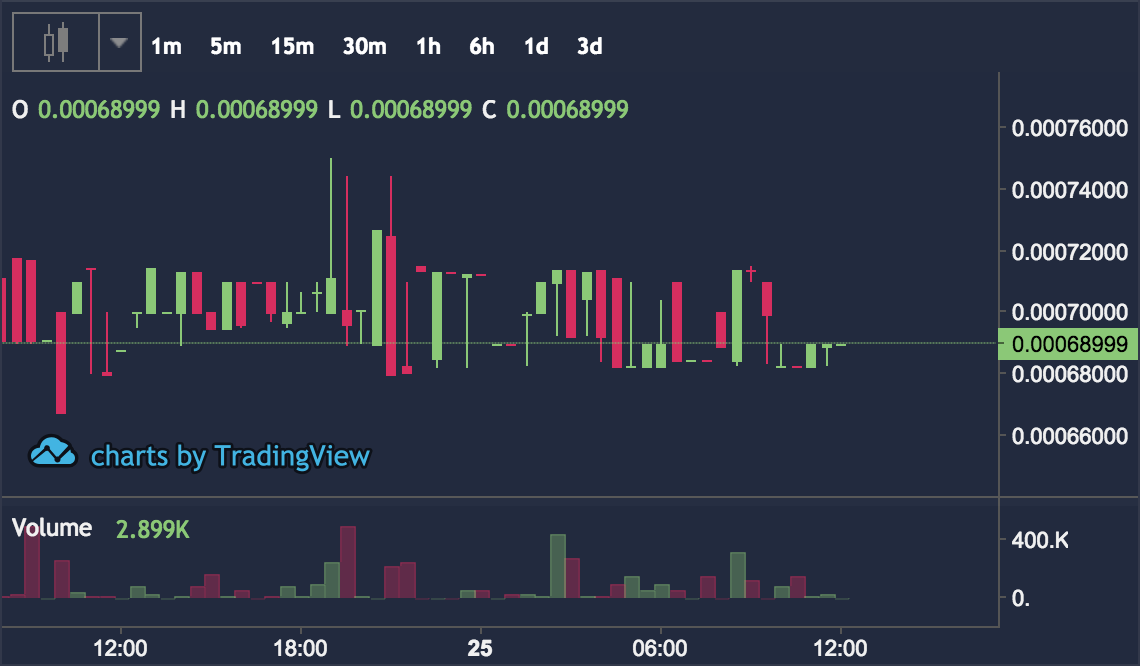 1m 5m 15m 30m 1h 6h 1d 3d
O 0.00068999 H 0.00068999 L 0.00068999 C 0.00068999
0.00076000
0.00074000
0.00072000
0.00070000
0.00068999
0.00068000
0.00066000
charts by TradingView
Volume 2.899K
400.K
0.
12:00 18:00 25 06:00 12:00